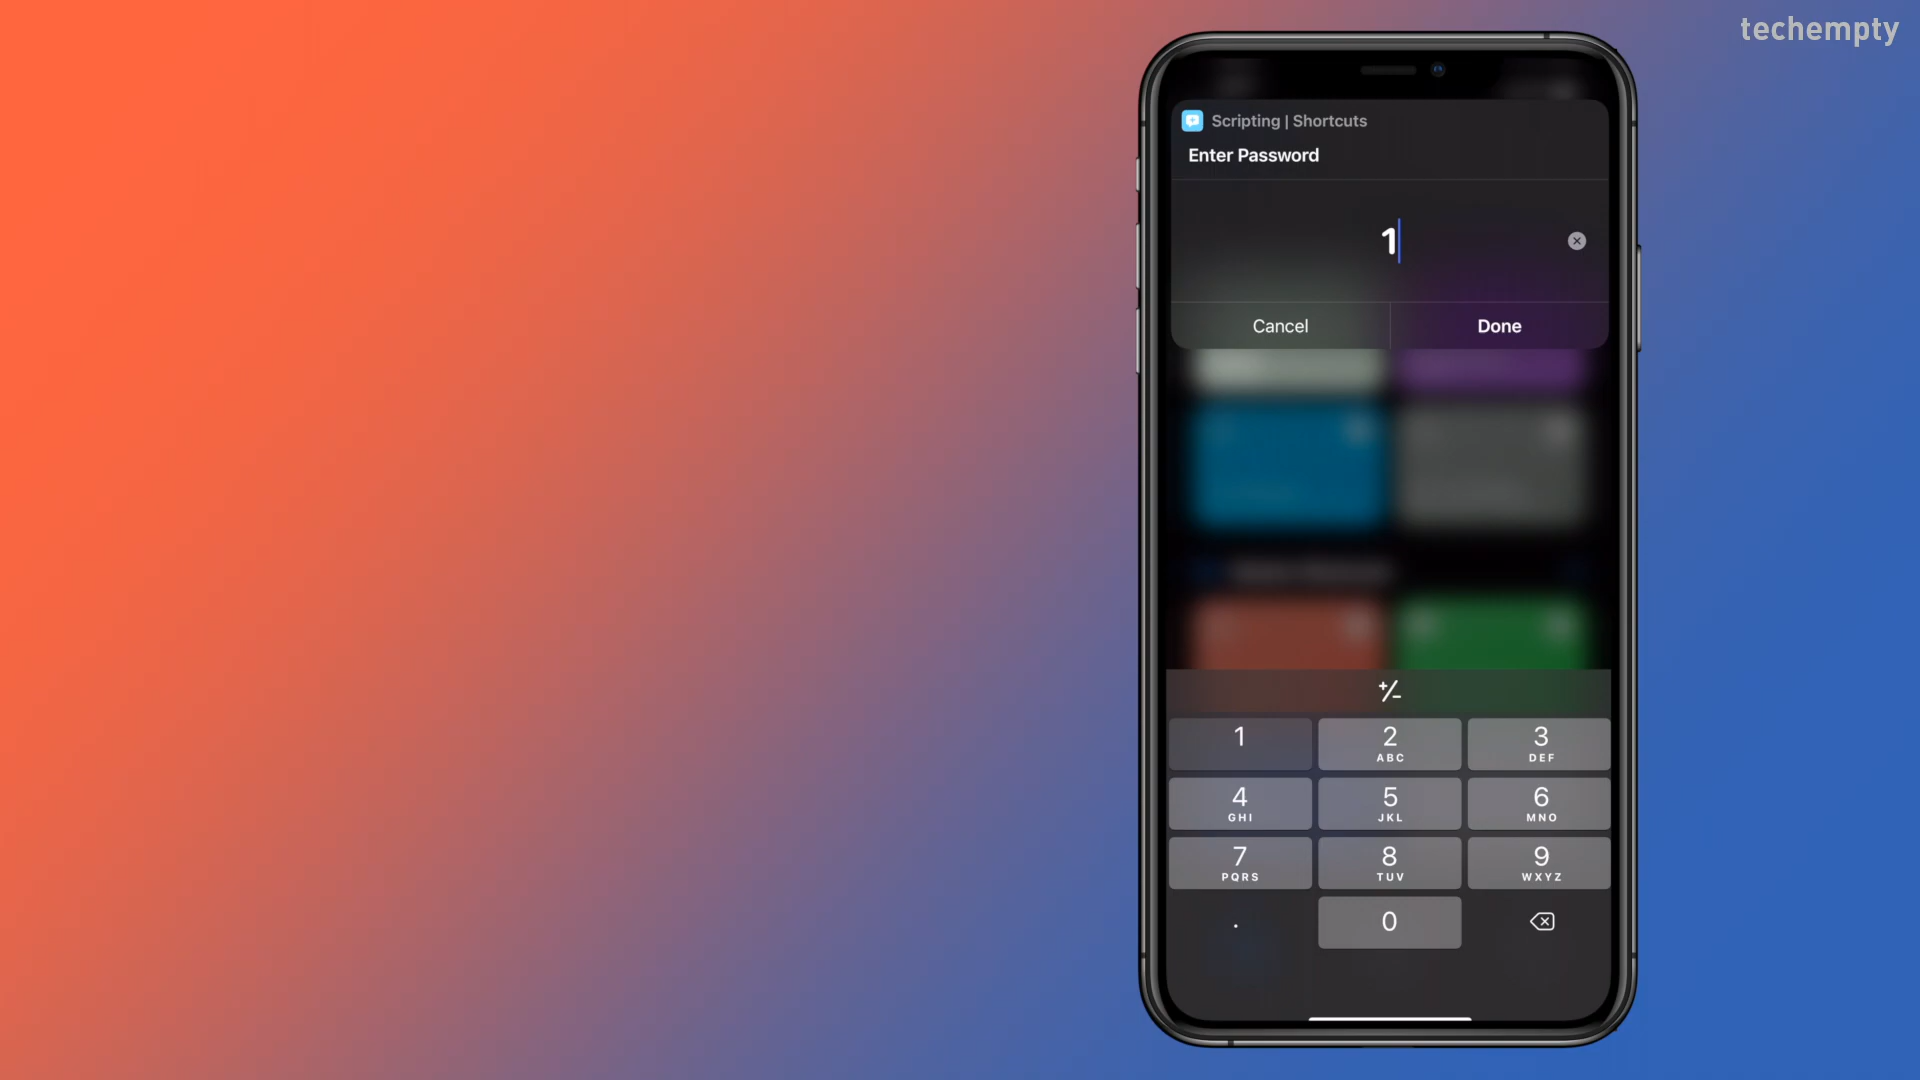 techempty
Scripting | Shortcuts
Enter Password
1
Cancel Done
+/-
1 2 3
ABC DEF
4 5 6
GHI JKL MNO
7 8 9
PQRS TUV WXYZ
. 0